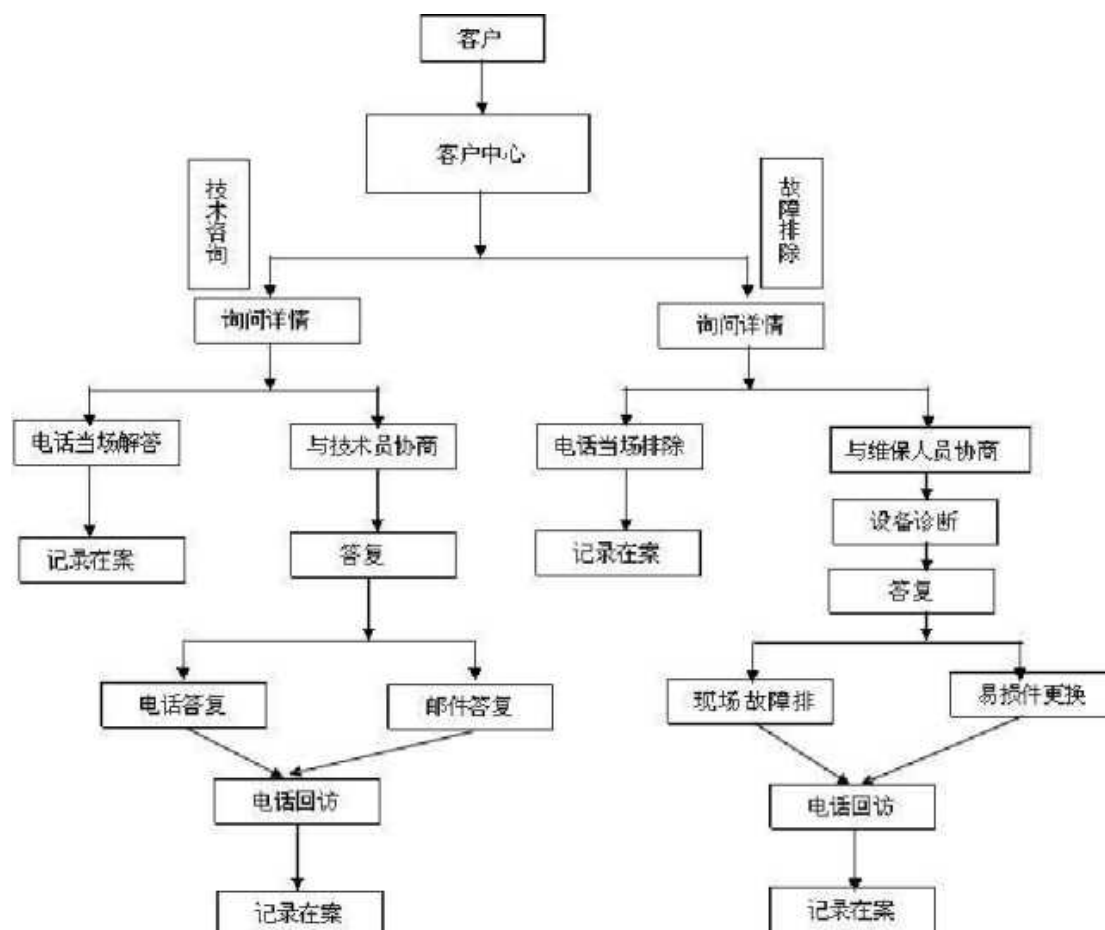 客户
客户中心
技术咨询
故障排除
询问详情
询问详情
电话当场解答
与技术员协商
电话当场排除
与维保人员协商
设备诊断
记录在案
答复
记录在案
答复
电话答复
邮件答复
现场故障排
易损件更换
电话回访
电话回访
记录在案
记录在案